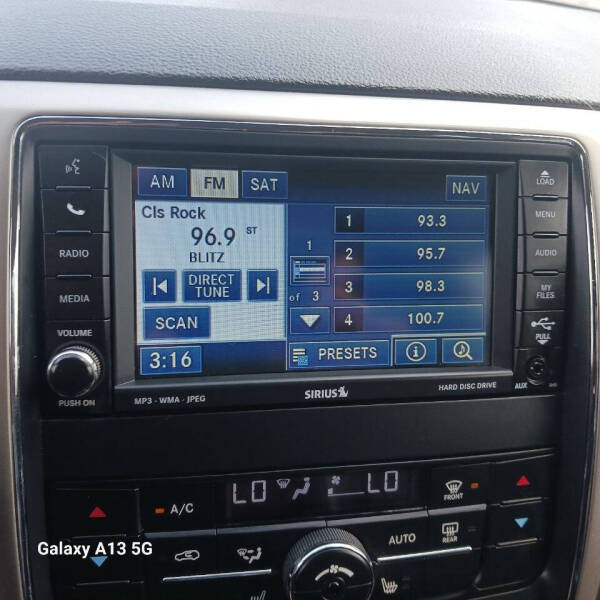 AM FM SAT NAV
Cls Rock
96.9 ST
BLITZ
DIRECT
TUNE
SCAN
3:16
1
of 3
1 93.3
2 95.7
3 98.3
4 100.7
PRESETS
RADIO
MEDIA
VOLUME
PUSH ON
LOAD
MENU
AUDIO
MY
FILES
PULL
AUX
MP3 - WMA - JPEG
SIRIUS
HARD DISC DRIVE
LO LO
A/C
FRONT
AUTO
REAR
Galaxy A13 5G